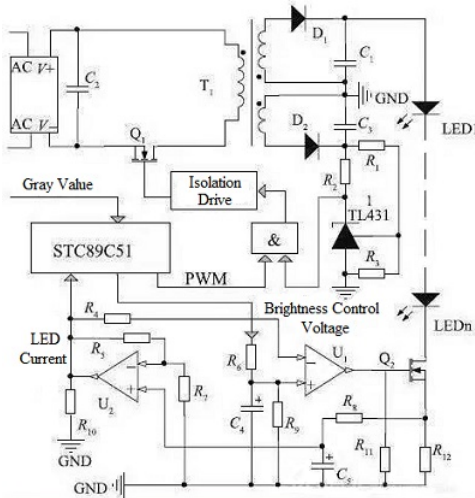 D1
AC V+
C2
T1
C1
GND
AC V−
Q1
D2
C3
LED1
R1
R2
Gray Value
Isolation
Drive
1
TL431
STC89C51
&
R3
PWM
LEDn
R4
Brightness Control
Voltage
LED
Current
R6
U1
Q2
U2
R7
R10
C4
R9
R8
R11
R12
C5
GND
GND